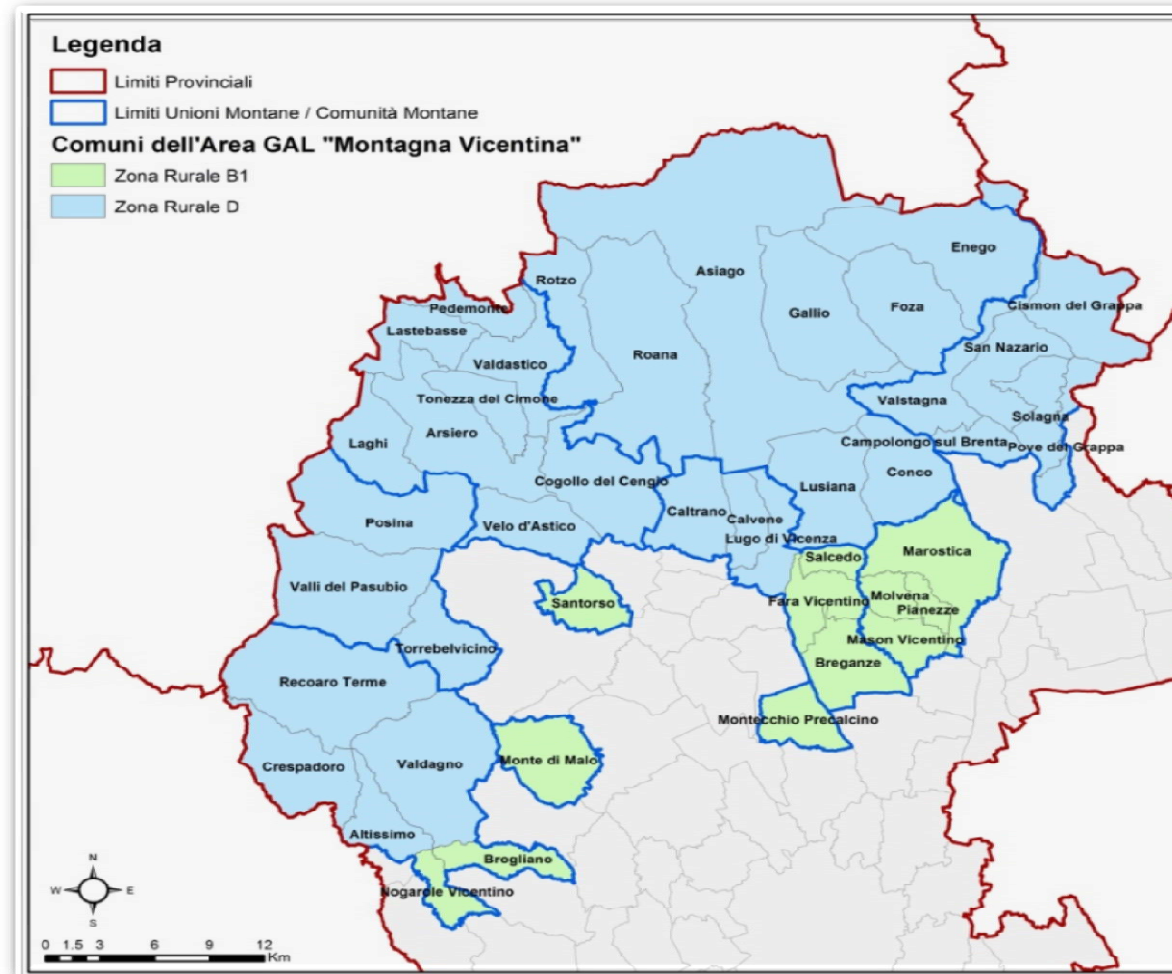 Legenda
Limiti Provinciali
Limiti Unioni Montane / Comunità Montane
Comuni dell'Area GAL "Montagna Vicentina"
Zona Rurale B1
Zona Rurale D
Enego
Asiago
Rotzo
Cismon del Grappa
Pedemonte
Foza
Gallio
Lastebasse
San Nazario
Roana
Valdastico
Tonezza del Cimone
Valstagna
Solagna
Arsiero
Laghi
Campolongo sul Brenta
Pove del Grappa
Conco
Cogollo del Cengio
Lusiana
Caltrano
Calvene
Posina
Velo d'Astico
Lugo di Vicenza
Marostica
Salcedo
Valli del Pasubio
Molvena
Santorso
Fara Vicentino
Pianezze
Mason Vicentino
Torrebelvicino
Breganze
Recoaro Terme
Montecchio Precalcino
Monte di Malo
Crespadoro
Valdagno
Altissimo
Brogliano
Nogarole Vicentino
N
W
E
S
0 1.5 3 6 9 12
Km